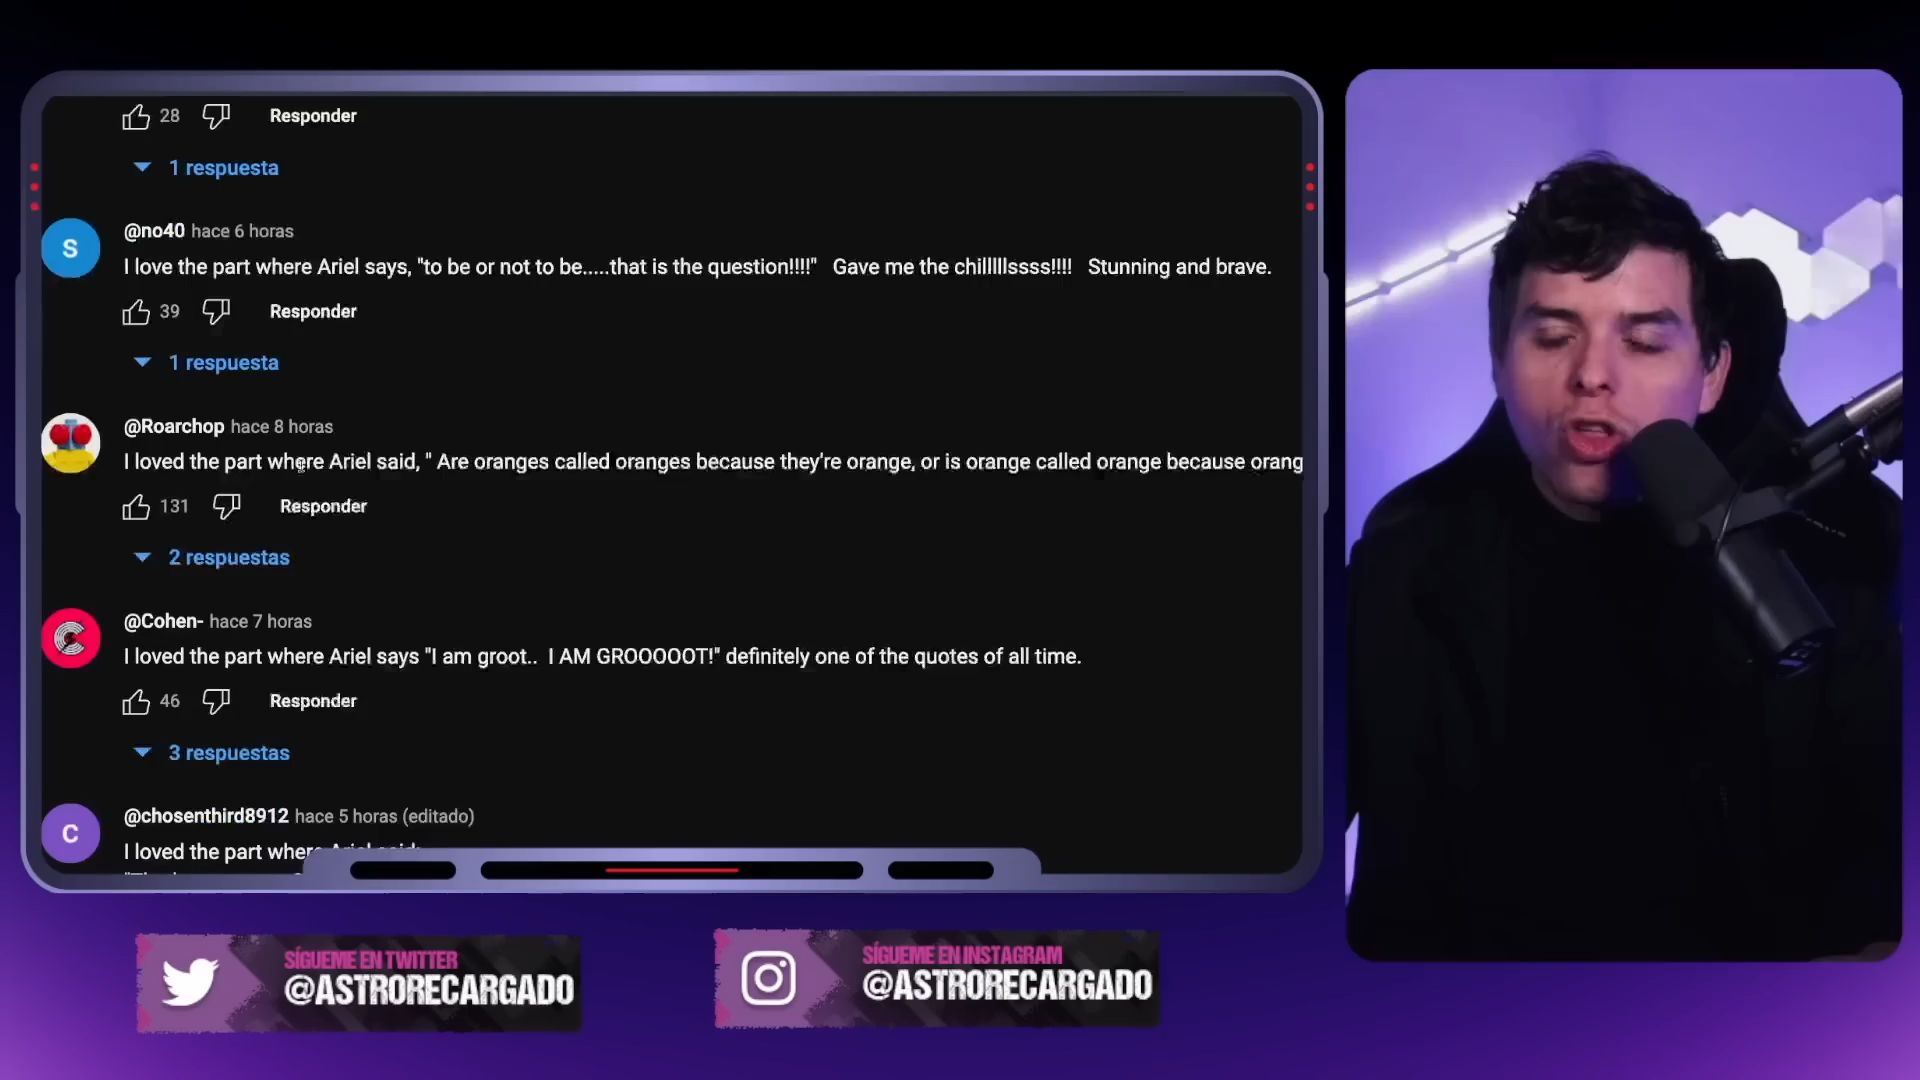 28 Responder
1 respuesta
S
@no40 hace 6 horas
I love the part where Ariel says, "to be or not to be.....that is the question!!!!" Gave me the chillllllssss!!!! Stunning and brave.
39 Responder
1 respuesta
@Roarchop hace 8 horas
I loved the part where Ariel said, " Are oranges called oranges because they're orange, or is orange called orange because orang
131 Responder
2 respuestas
@Cohen- hace 7 horas
I loved the part where Ariel says "I am groot.. I AM GROOOOOT!" definitely one of the quotes of all time.
46 Responder
3 respuestas
C
@chosenthird8912 hace 5 horas (editado)
I loved the part where Ariel said:
SÍGUEME EN TWITTER
@ASTRORECARGADO
SÍGUEME EN INSTAGRAM
@ASTRORECARGADO